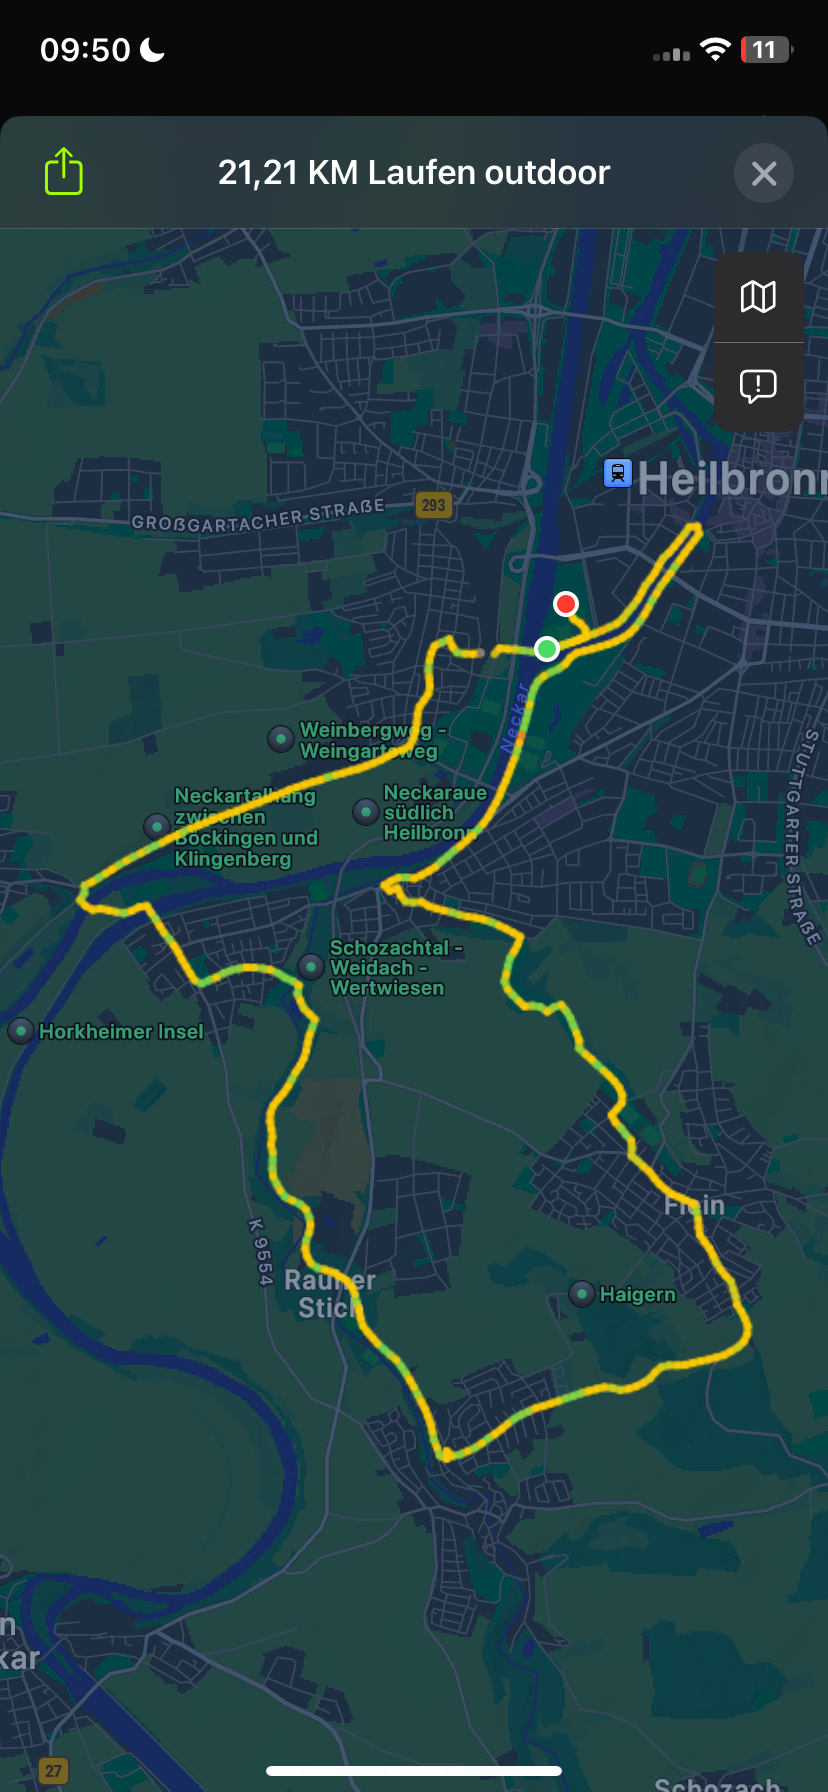 09:50
11
21,21 KM Laufen outdoor
Heilbronn
293
GROẞGARTACHER STRAẞE
Neckar
Weinbergweg -
Weingartsweg
STUTTGARTER STRAẞE
Neckartalhang
zwischen
Böckingen und
Klingenberg
Neckaraue
südlich
Heilbronn
Schozachtal -
Weidach -
Wertwiesen
Horkheimer Insel
Flein
K 9554
Rauher
Stich
Haigern
n
kar
27
Schozach